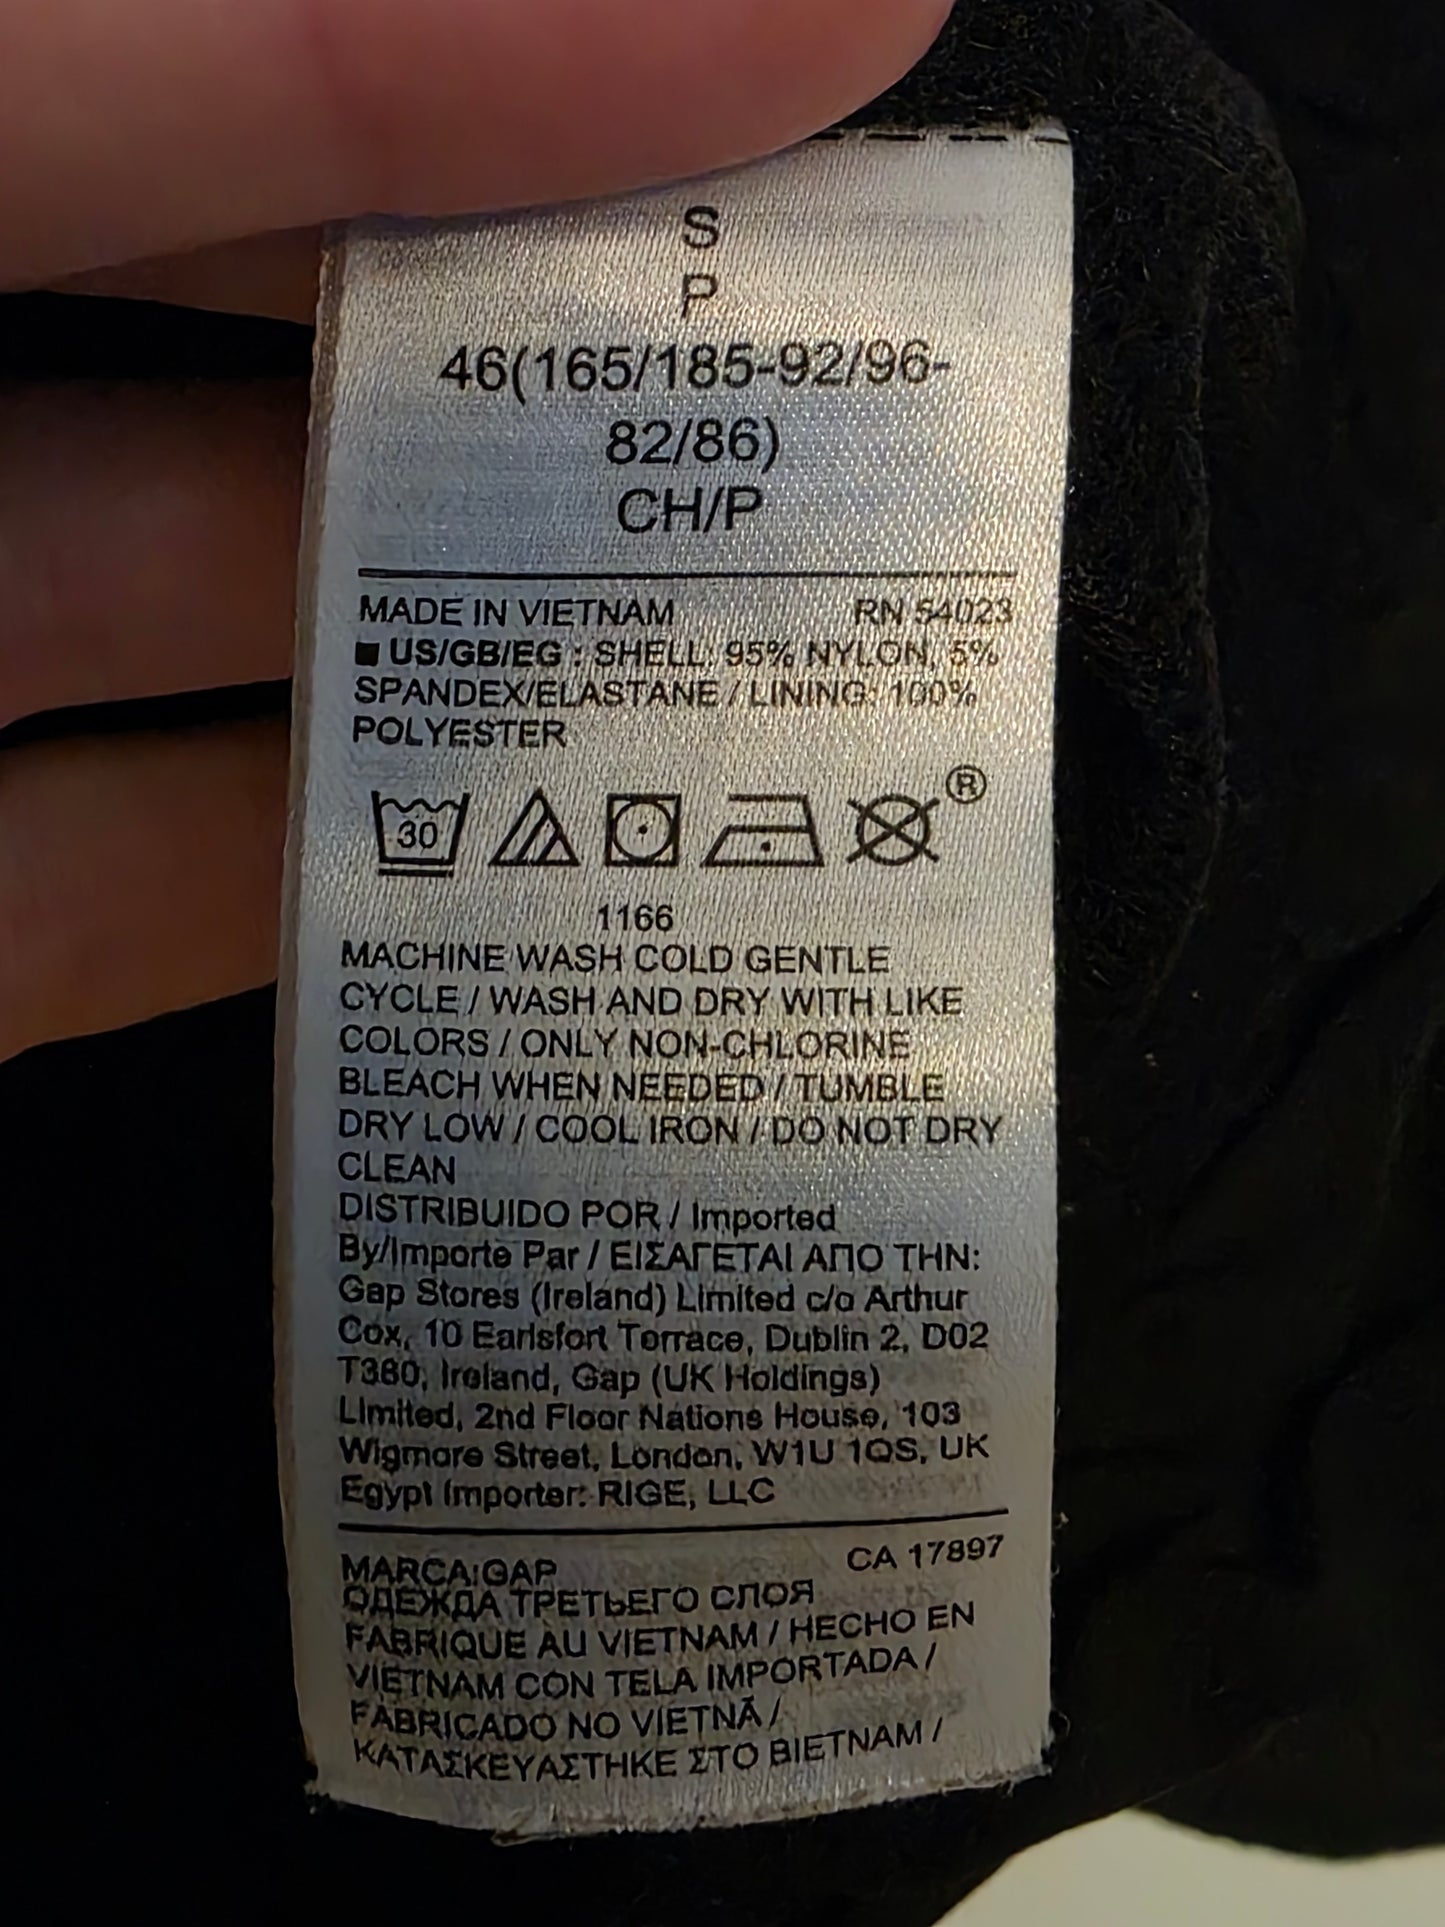 S
P
46(165/185-92/96-
82/86)
CH/P
MADE IN VIETNAM RN 54023
US/GB/EG : SHELL: 95% NYLON, 5%
SPANDEX/ELASTANE / LINING: 100%
POLYESTER
30 ®
1166
MACHINE WASH COLD GENTLE
CYCLE / WASH AND DRY WITH LIKE
COLORS / ONLY NON-CHLORINE
BLEACH WHEN NEEDED / TUMBLE
DRY LOW / COOL IRON / DO NOT DRY
CLEAN
DISTRIBUIDO POR / Imported
By/Importe Par / ΕΙΣΑΓΕΤΑΙ ΑΠΟ ΤΗΝ:
Gap Stores (Ireland) Limited c/o Arthur
Cox, 10 Earlsfort Terrace, Dublin 2, D02
T380, Ireland, Gap (UK Holdings)
Limited, 2nd Floor Nations House, 103
Wigmore Street, London, W1U 1QS, UK
Egypt Importer: RIGE, LLC
MARCA:GAP CA 17897
ОДЕЖДА ТРЕТЬЕГО СЛОЯ
FABRIQUE AU VIETNAM / HECHO EN
VIETNAM CON TELA IMPORTADA /
FABRICADO NO VIETNÃ /
ΚΑΤΑΣΚΕΥΑΣΤΗΚΕ ΣΤΟ ΒΙΕΤΝΑΜ /